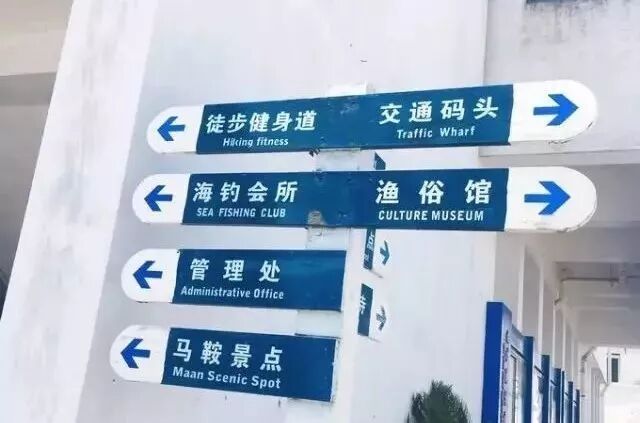 徒步健身道
Hiking fitness
交通码头
Traffic Wharf
海钓会所
SEA FISHING CLUB
渔俗馆
CULTURE MUSEUM
管理处
Administrative Office
马鞍景点
Maan Scenic Spot
点